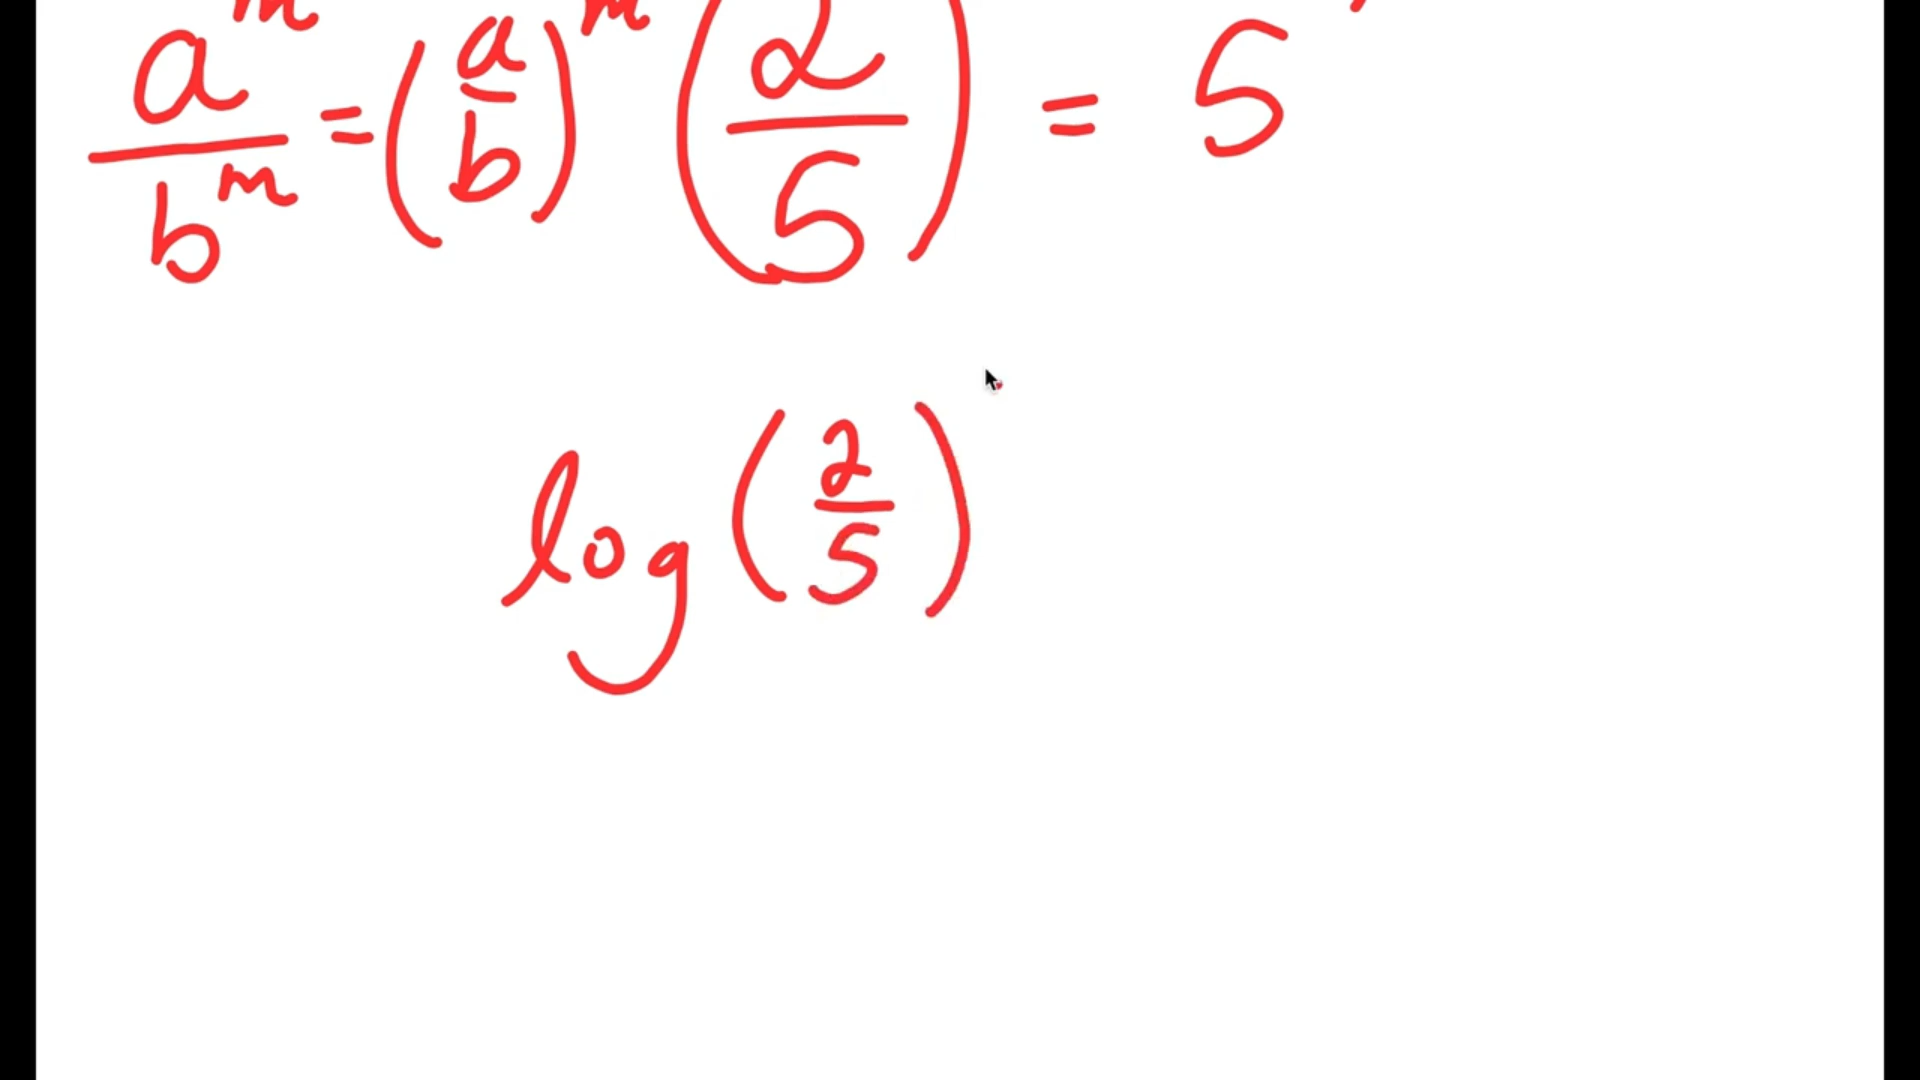 a^m/b^m = (a/b)^m (2/5) = 5
log (2/5)